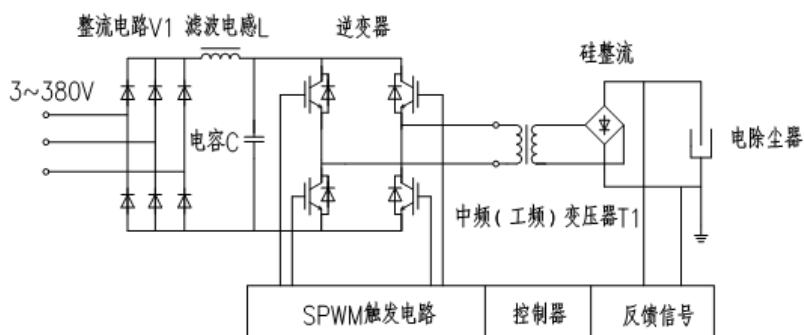 整流电路V1 滤波电感L 逆变器
硅整流
3~380V
电容C
电除尘器
中频(工频)变压器T1
SPWM触发电路 控制器 反馈信号